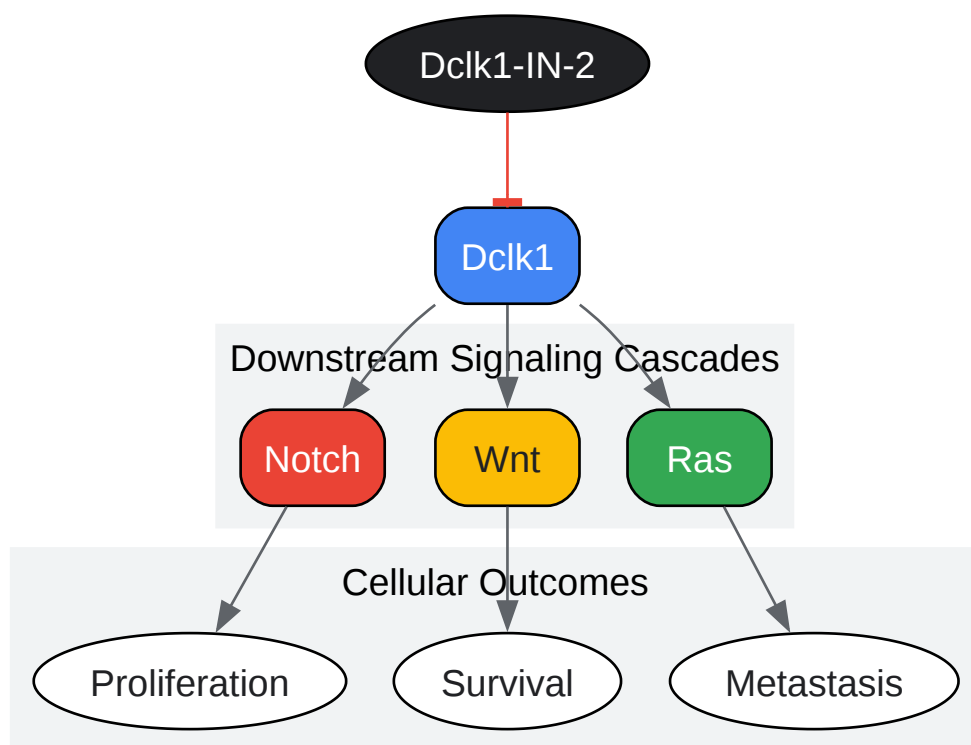 Dclk1-IN-2
Dclk1
Downstream Signaling Cascades
Notch
Wnt
Ras
Cellular Outcomes
Proliferation
Survival
Metastasis